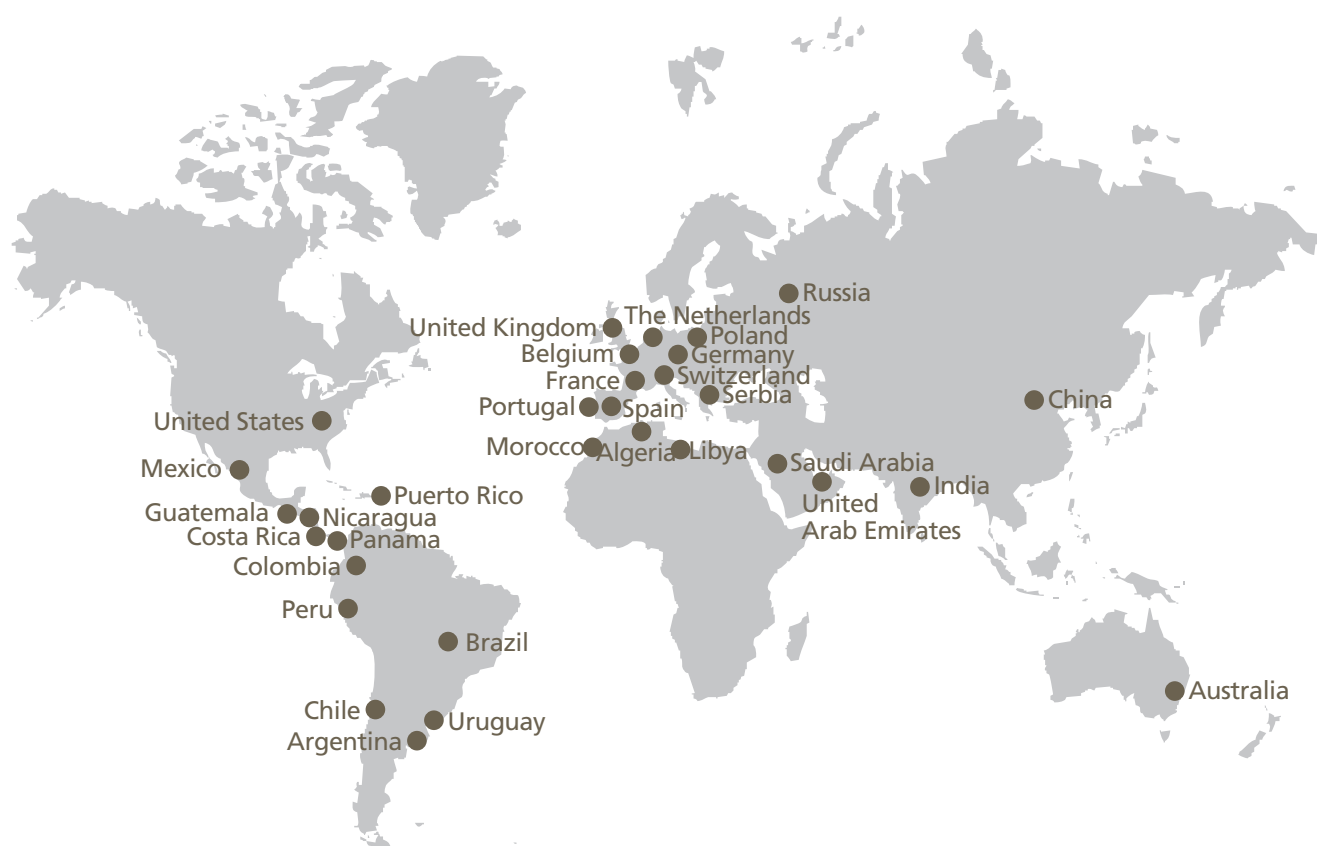 Russia
The Netherlands
United Kingdom
Poland
Belgium
Germany
Switzerland
France
Serbia
China
Portugal
Spain
United States
Morocco
Algeria
Libya
Saudi Arabia
Mexico
India
Puerto Rico
United
Arab Emirates
Guatemala
Nicaragua
Costa Rica
Panama
Colombia
Peru
Brazil
Australia
Chile
Uruguay
Argentina